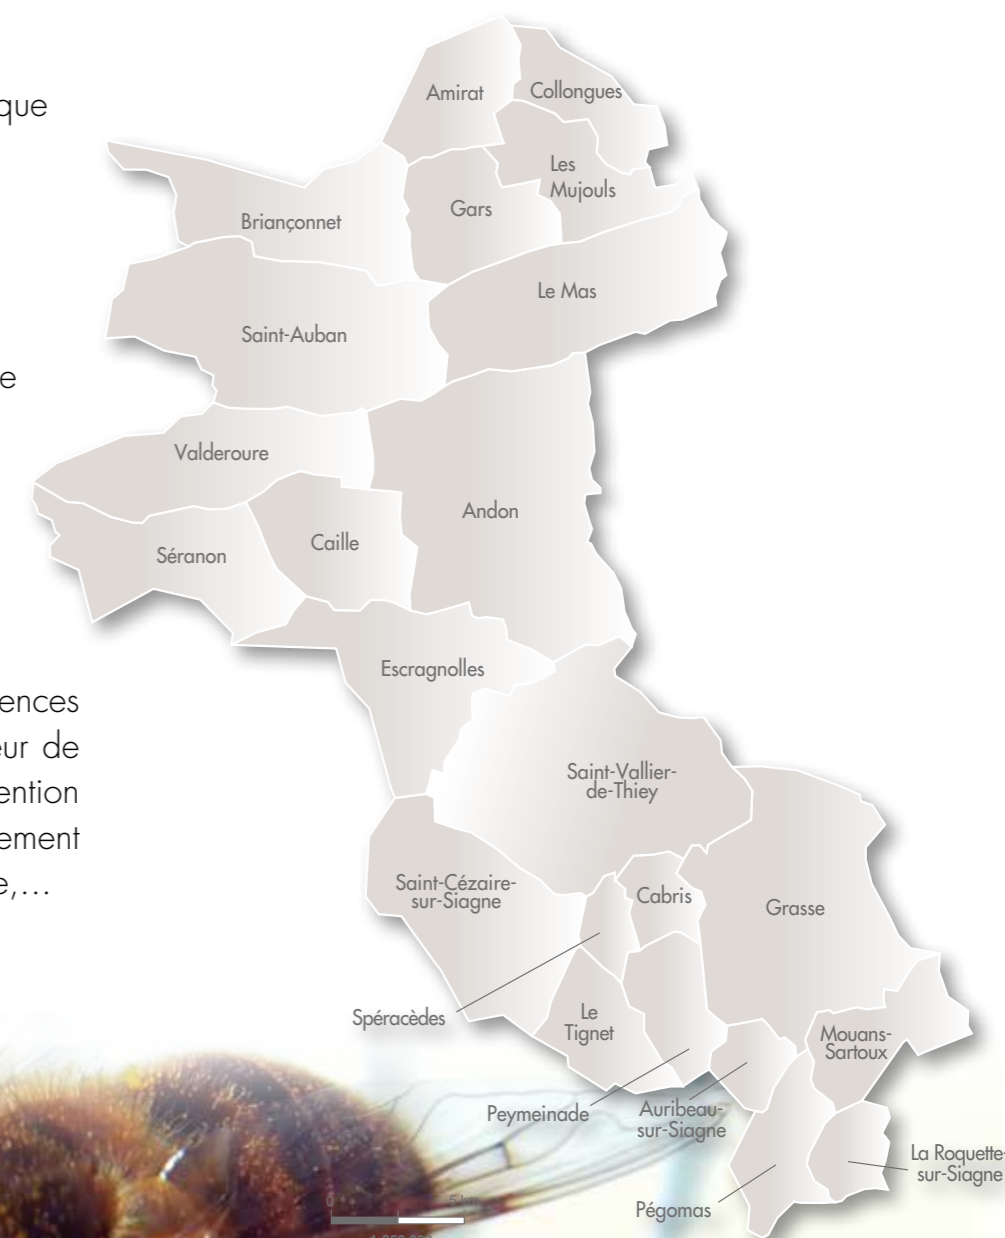 que
e
ences
eur de
ention
ement
e,...
Amirat
Collongues
Les
Mujouls
Gars
Briançonnet
Le Mas
Saint-Auban
Valderoure
Andon
Caille
Séranon
Escragnolles
Saint-Vallier-
de-Thiey
Saint-Cézaire-
sur-Siagne
Cabris
Grasse
Spéracèdes
Le
Tignet
Mouans-
Sartoux
Peymeinade
Auribeau-
sur-Siagne
La Roquette-
sur-Siagne
Pégomas
0
5 km